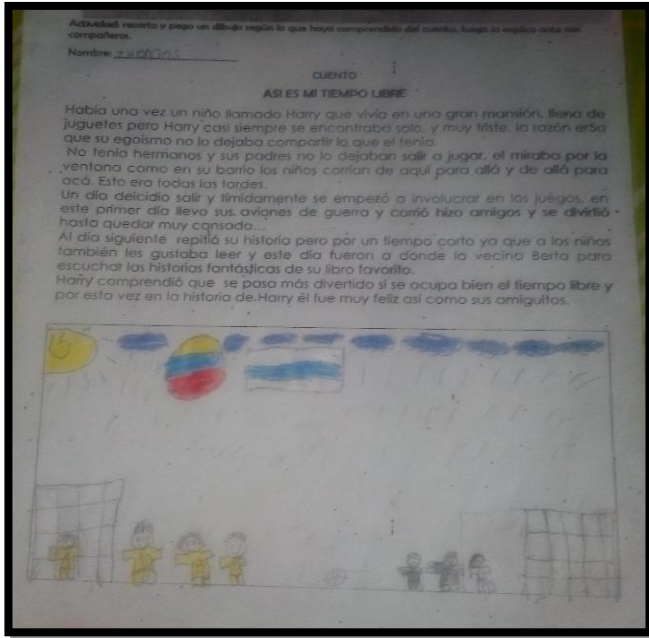 Actividad: recorto y pego un dibujo según lo que haya comprendido del cuento, luego lo explico ante mis
compañeros.
Nombre:
CUENTO
ASI ES MI TIEMPO LIBRE
Había una vez un niño llamado Harry que vivía en una gran mansión, llena de
juguetes pero Harry casi siempre se encontraba solo, y muy triste, la razón erSa
que su egoísmo no lo dejaba compartir lo que el tenía.
No tenía hermanos y sus padres no lo dejaban salir a jugar, el miraba por la
ventana como en su barrio los niños corrían de aquí para allá y de allá para
acá. Esto era todas las tardes.
Un día deicidio salir y tímidamente se empezó a involucrar en los juegos, en
este primer día llevo sus aviones de guerra y corrió hizo amigos y se divirtió
hasta quedar muy cansado...
Al día siguiente repitió su historia pero por un tiempo corto ya que a los niños
también les gustaba leer y este día fueron a donde la vecina Berta para
escuchar las historias fantásticas de su libro favorito.
Harry comprendió que se pasa más divertido si se ocupa bien el tiempo libre y
por esta vez en la historia de Harry él fue muy feliz así como sus amiguitos.